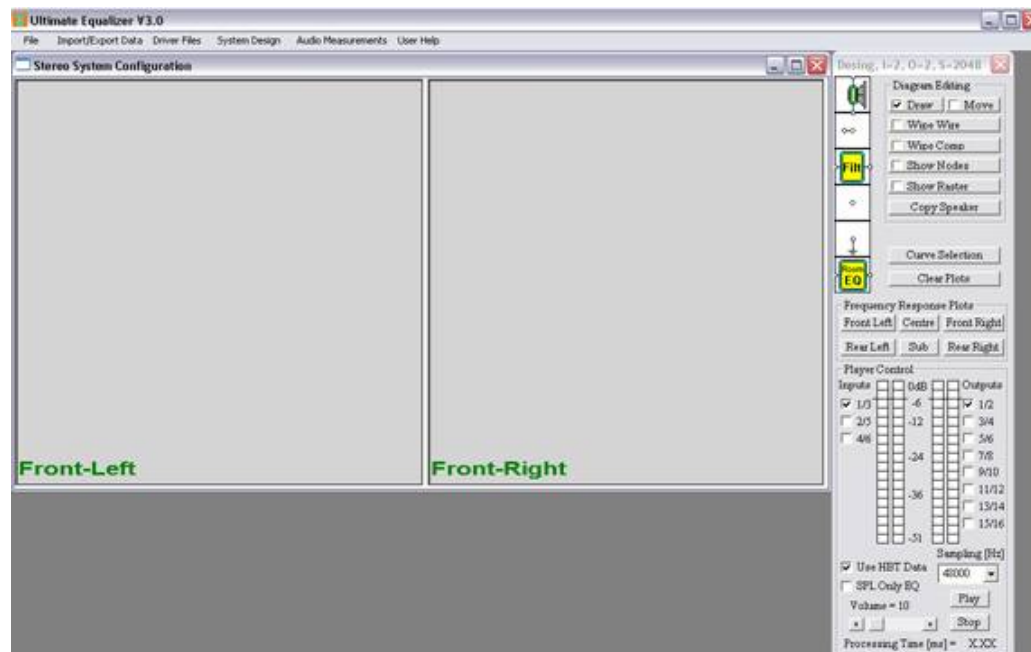 Ultimate Equalizer V3.0
File Import/Export Data Driver Files System Design Audio Measurements User Help
Stereo System Configuration
Front-Left
Front-Right
Dosing, I-2, O-2, S-2048
Diagram Editing
Draw Move
Wipe Wire
Wipe Comp
Filt
Show Nodes
Show Raster
Copy Speaker
Curve Selection
Room
EQ
Clear Plots
Frequency Response Plots
Front Left Centre Front Right
Rear Left Sub Rear Right
Player Control
Inputs 0dB Outputs
1/3 -6 1/2
2/5 -12 3/4
4/6 5/6
-24 7/8
9/10
-36 11/12
13/14
15/16
-51
Sampling [Hz]
Use HBT Data 48000
SPL Only EQ
Volume = 10 Play
Stop
Processing Time [ms] = X.XX